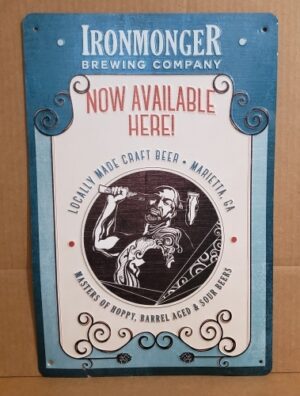 IRONMONGER
BREWING COMPANY
NOW AVAILABLE
HERE!
LOCALLY MADE CRAFT BEER • MARIETTA, GA
MASTERS OF HOPPY, BARREL AGED & SOUR BEERS